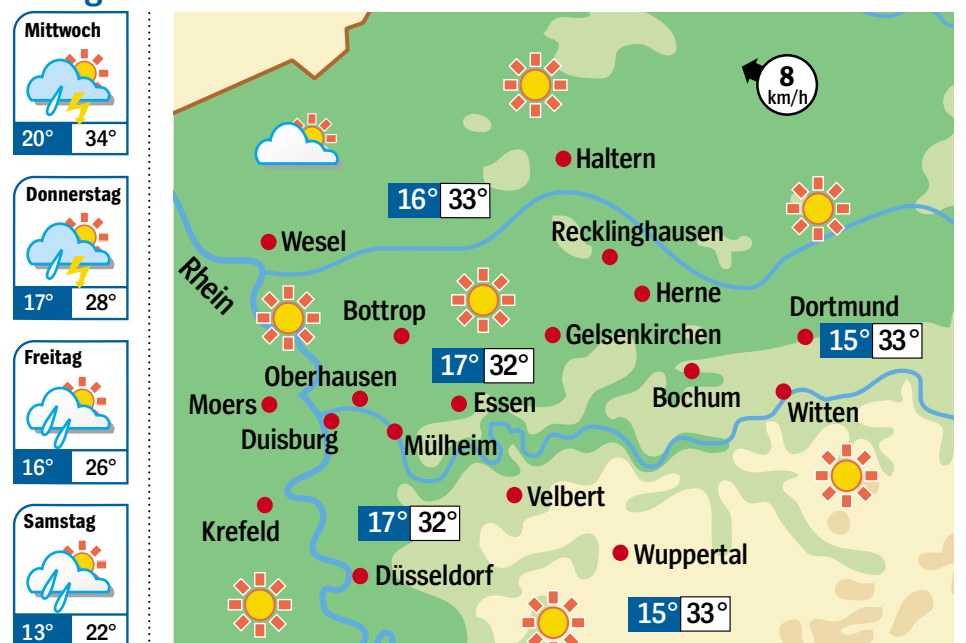 Mittwoch
20° 34°
Donnerstag
17° 28°
Freitag
16° 26°
Samstag
13° 22°
8
km/h
Haltern
16° 33°
Recklinghausen
Wesel
Rhein
Herne
Bottrop
Dortmund
Gelsenkirchen
15° 33°
17° 32°
Oberhausen
Bochum
Moers
Essen
Witten
Duisburg
Mülheim
Velbert
Krefeld
17° 32°
Wuppertal
Düsseldorf
15° 33°